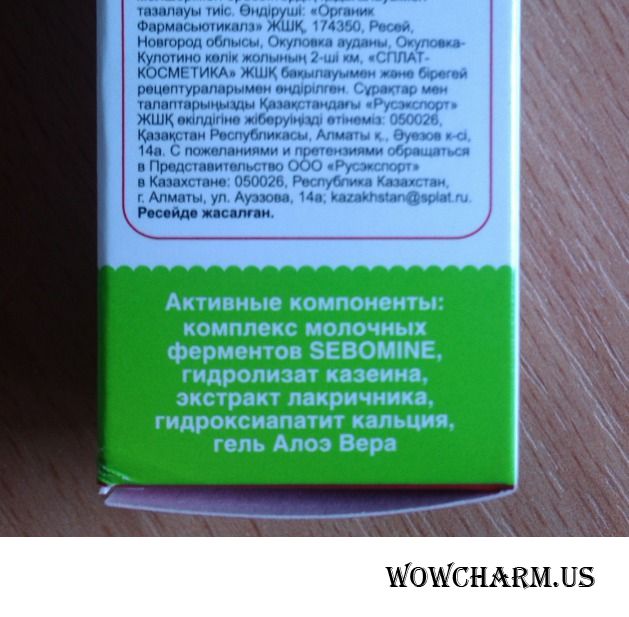 тазалауы тиіс. Өндіруші: «Органик
Фармасьютикалз» ЖШҚ, 174350, Ресей,
Новгород облысы, Окуловка ауданы, Окуловка-
Кулотино көлік жолының 2-ші км, «СПЛАТ-
КОСМЕТИКА» ЖШҚ бақылауымен және бірегей
рецептураларымен өндірілген. Сұрақтар мен
талаптарыңызды Қазақстандағы «Русэкспорт»
ЖШҚ өкілдігіне жіберуіңізді өтінеміз: 050026,
Қазақстан Республикасы, Алматы қ., Әуезов к-сі,
14а. С пожеланиями и претензиями обращаться
в Представительство ООО «Русэкспорт»
в Казахстане: 050026, Республика Казахстан,
г. Алматы, ул. Ауэзова, 14а; kazakhstan@splat.ru.
Ресейде жасалған.
Активные компоненты:
комплекс молочных
ферментов SEBOMINE,
гидролизат казеина,
экстракт лакричника,
гидроксиапатит кальция,
гель Алоэ Вера
WOWCHARM.US